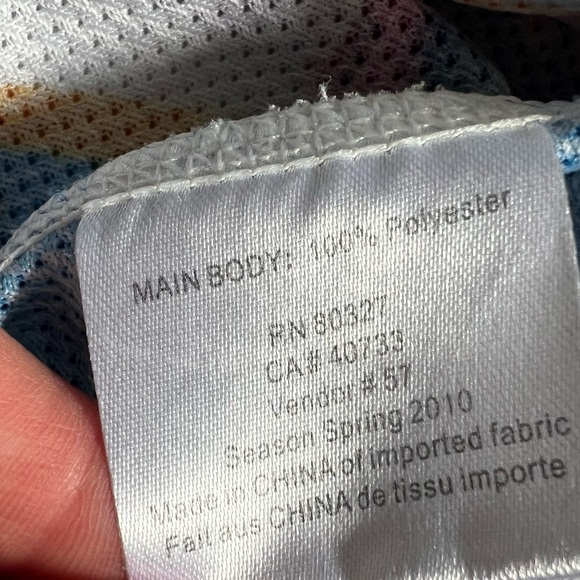 MAIN BODY: 100% Polyester
RN 80327
CA# 40733
Vendor # 57
Season Spring 2010
Made in CHINA of imported fabric
Fait aus CHINA de tissu importe